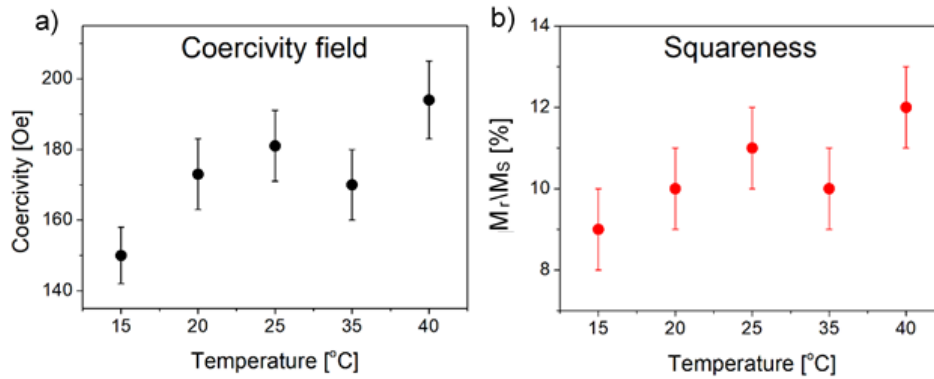 a)
Coercivity field
Coercivity [Oe]
200
180
160
140
15 20 25 35 40
Temperature [°C]
b)
Squareness
Mr\Ms [%]
14
12
10
8
15 20 25 35 40
Temperature [°C]